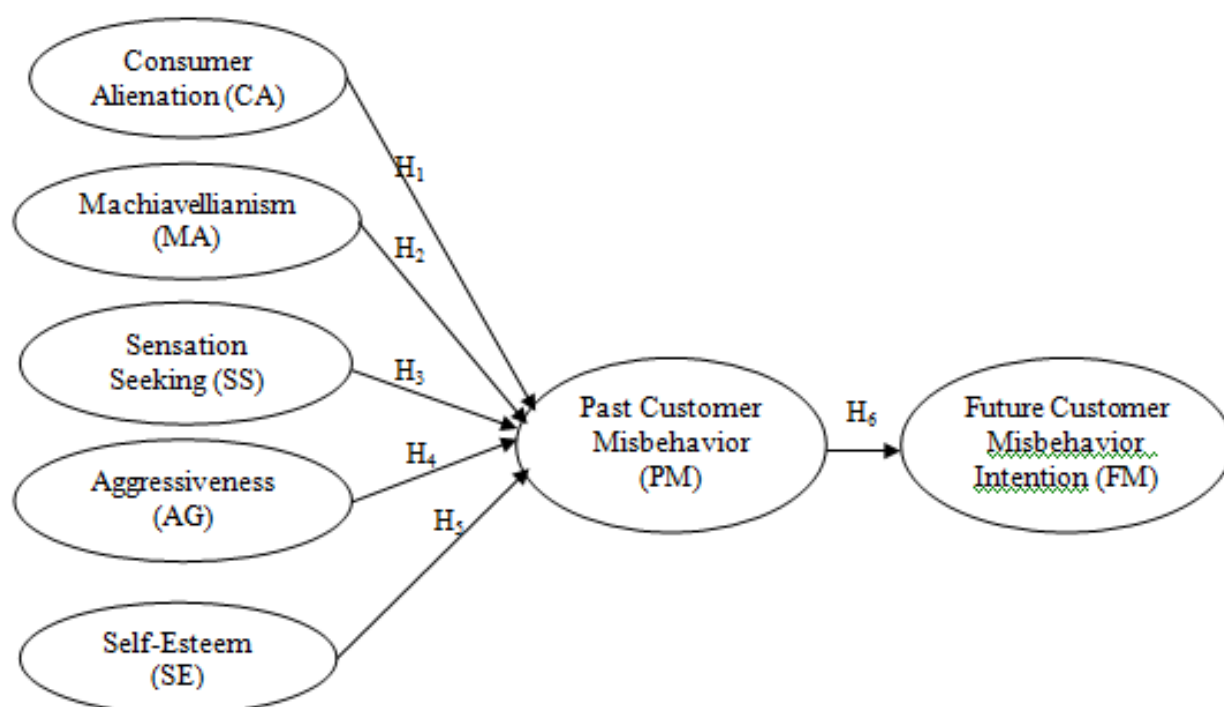 Consumer
Alienation (CA)
H₁
Machiavellianism
(MA)
H₂
Sensation
Seeking (SS)
H₃
Aggressiveness
(AG)
H₄
Self-Esteem
(SE)
H₅
Past Customer
Misbehavior
(PM)
H₆
Future Customer
Misbehavior
Intention (FM)